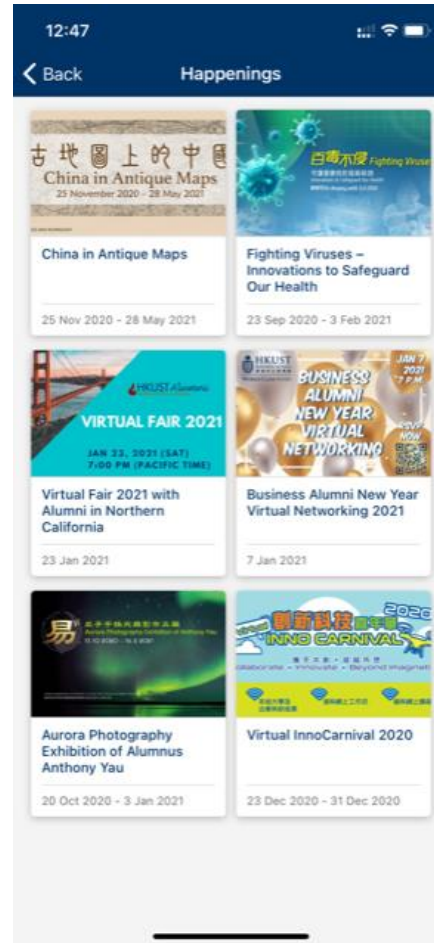 12:47
Back
Happenings
古地圖上的中國
China in Antique Maps
25 November 2020 - 28 May 2021
China in Antique Maps
25 Nov 2020 - 28 May 2021
百毒不侵 Fighting Viruses
Fighting Viruses –
Innovations to Safeguard
Our Health
23 Sep 2020 - 3 Feb 2021
HKUST
VIRTUAL FAIR 2021
JAN 23, 2021 (SAT)
7:00 PM (PACIFIC TIME)
Virtual Fair 2021 with
Alumni in Northern
California
23 Jan 2021
HKUST
JAN 7
2021
7 P.M.
BUSINESS
ALUMNI
NEW YEAR
VIRTUAL
NETWORKING
RSVP
NOW
Business Alumni New Year
Virtual Networking 2021
7 Jan 2021
易
Aurora Photography Exhibition of Anthony Yau
Aurora Photography
Exhibition of Alumnus
Anthony Yau
20 Oct 2020 - 3 Jan 2021
Virtual
創新科技嘉年華
2020
INNO CARNIVAL
Collaborate • Innovate • Beyond Imagination
Virtual InnoCarnival 2020
23 Dec 2020 - 31 Dec 2020